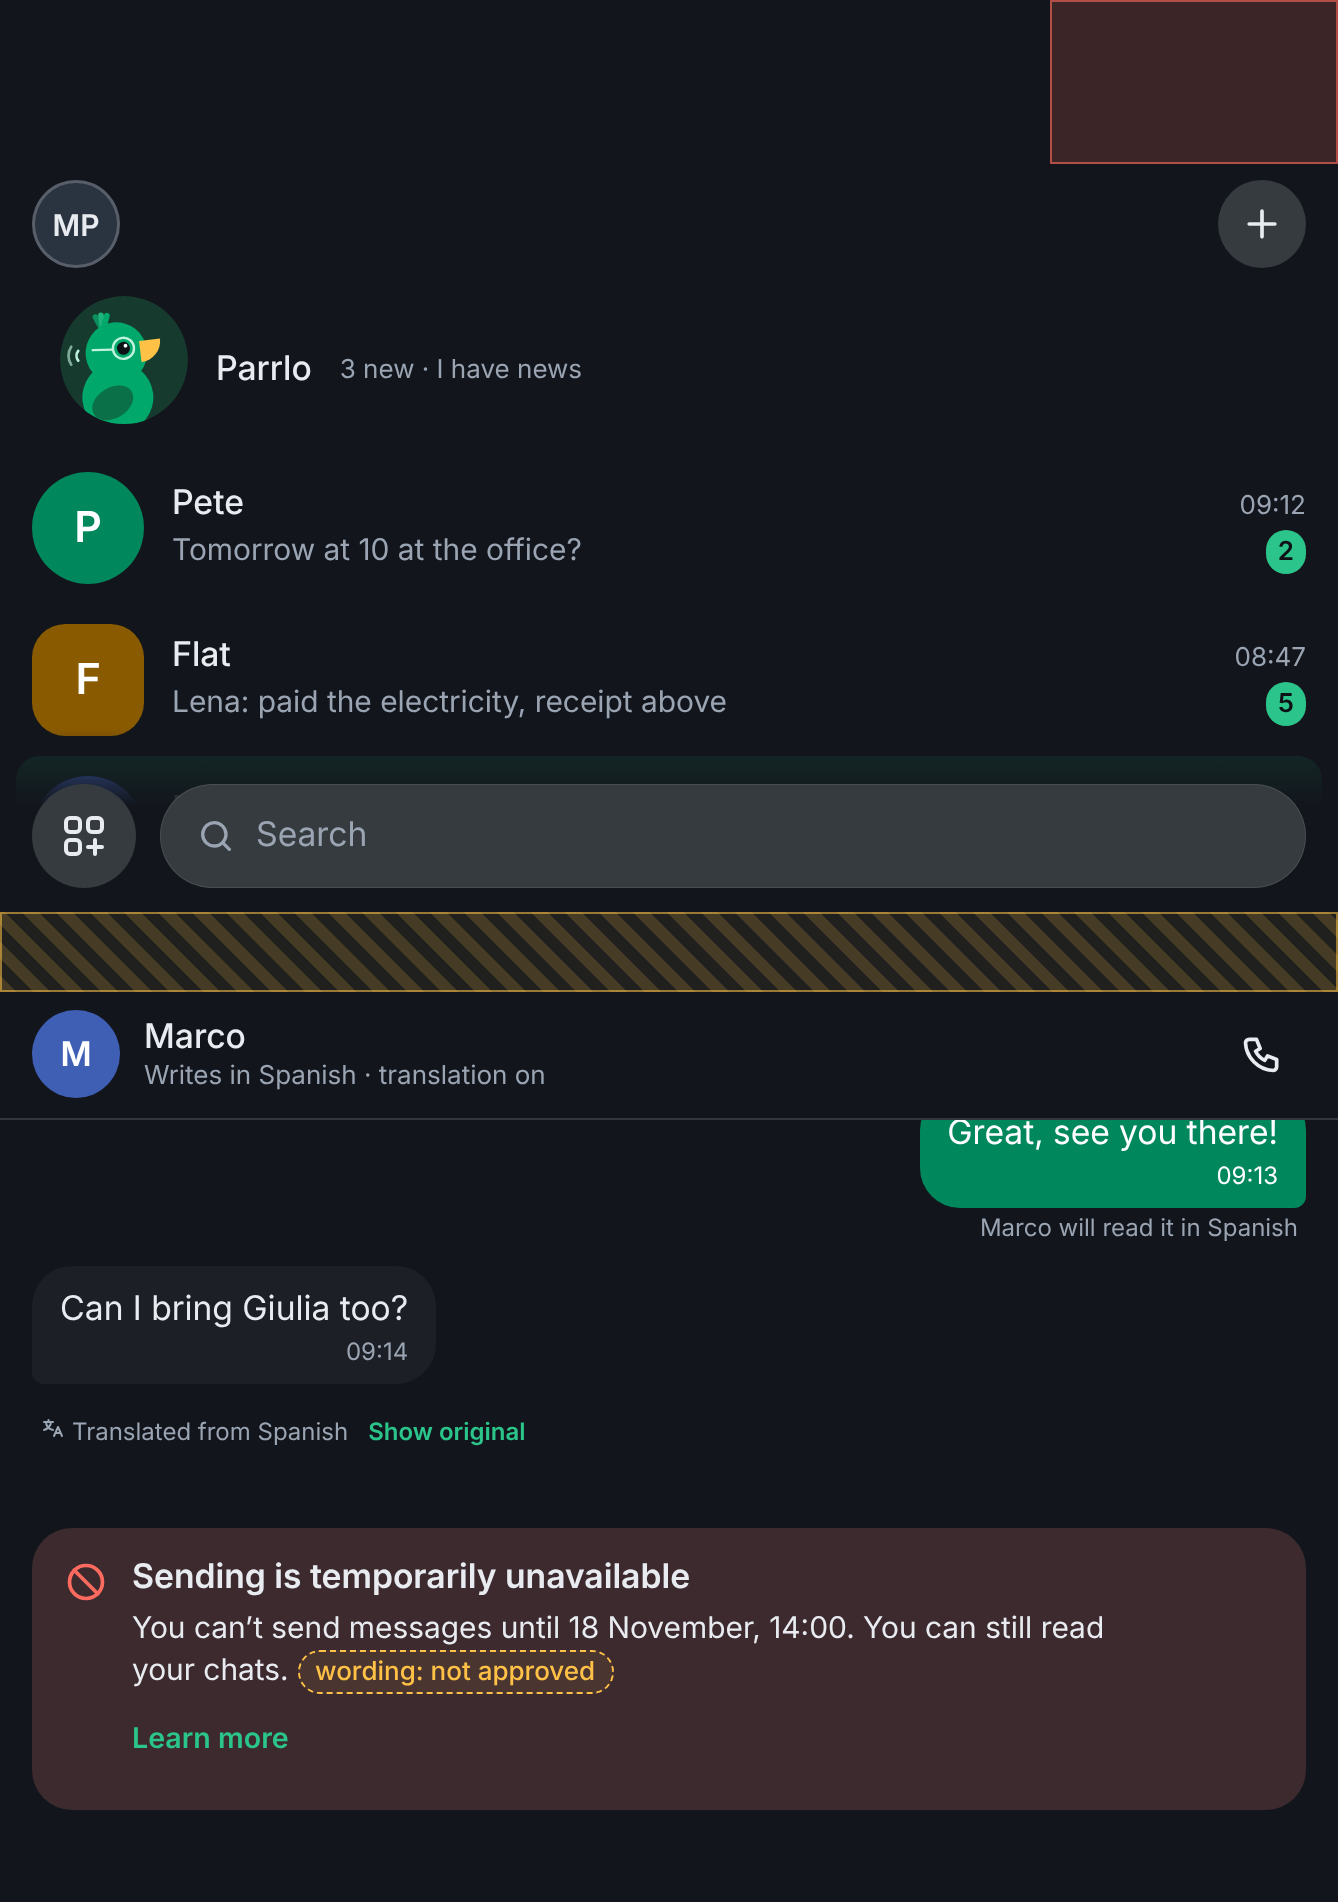 MP
Parrlo 3 new · I have news
P
Pete
09:12
Tomorrow at 10 at the office?
2
F
Flat
08:47
Lena: paid the electricity, receipt above
5
Search
M
Marco
Writes in Spanish · translation on
Great, see you there!
09:13
Marco will read it in Spanish
Can I bring Giulia too?
09:14
Translated from Spanish Show original
Sending is temporarily unavailable
You can’t send messages until 18 November, 14:00. You can still read
your chats. wording: not approved
Learn more